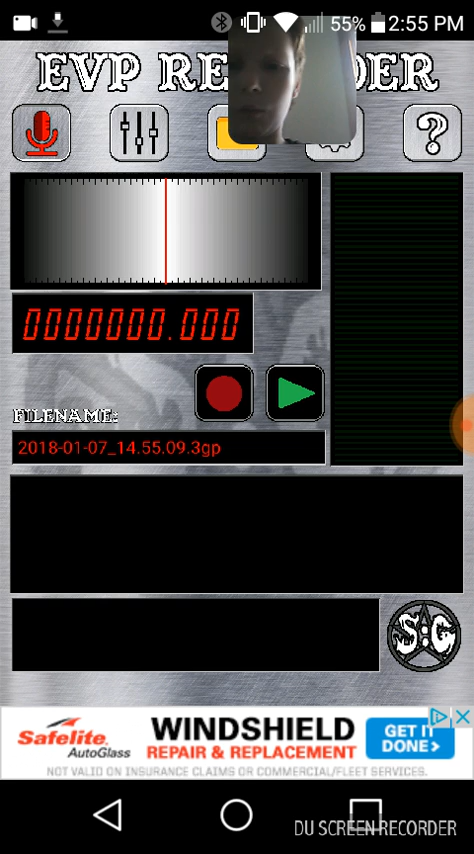 55% 2:55 PM
EVP RE DER
0000000.000
FILENAME:
2018-01-07_14.55.09.3gp
SG
Safelite
AutoGlass
WINDSHIELD
REPAIR & REPLACEMENT
GET IT
DONE>
NOT VALID ON INSURANCE CLAIMS OR COMMERCIAL/FLEET SERVICES.
DU SCREEN RECORDER